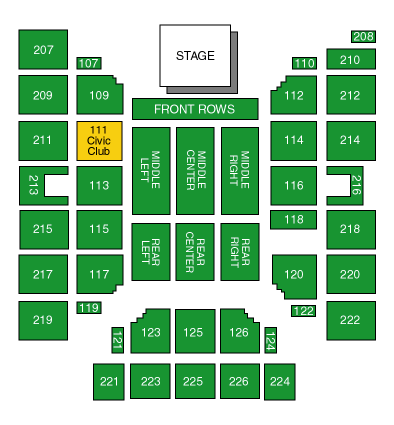 STAGE
208
207
107
110
210
209
109
FRONT ROWS
112
212
211
111
Civic
Club
MIDDLE
LEFT
MIDDLE
CENTER
MIDDLE
RIGHT
114
214
213
113
116
216
215
115
118
218
REAR
LEFT
REAR
CENTER
REAR
RIGHT
217
117
120
220
219
119
122
222
121
123
125
126
124
221
223
225
226
224